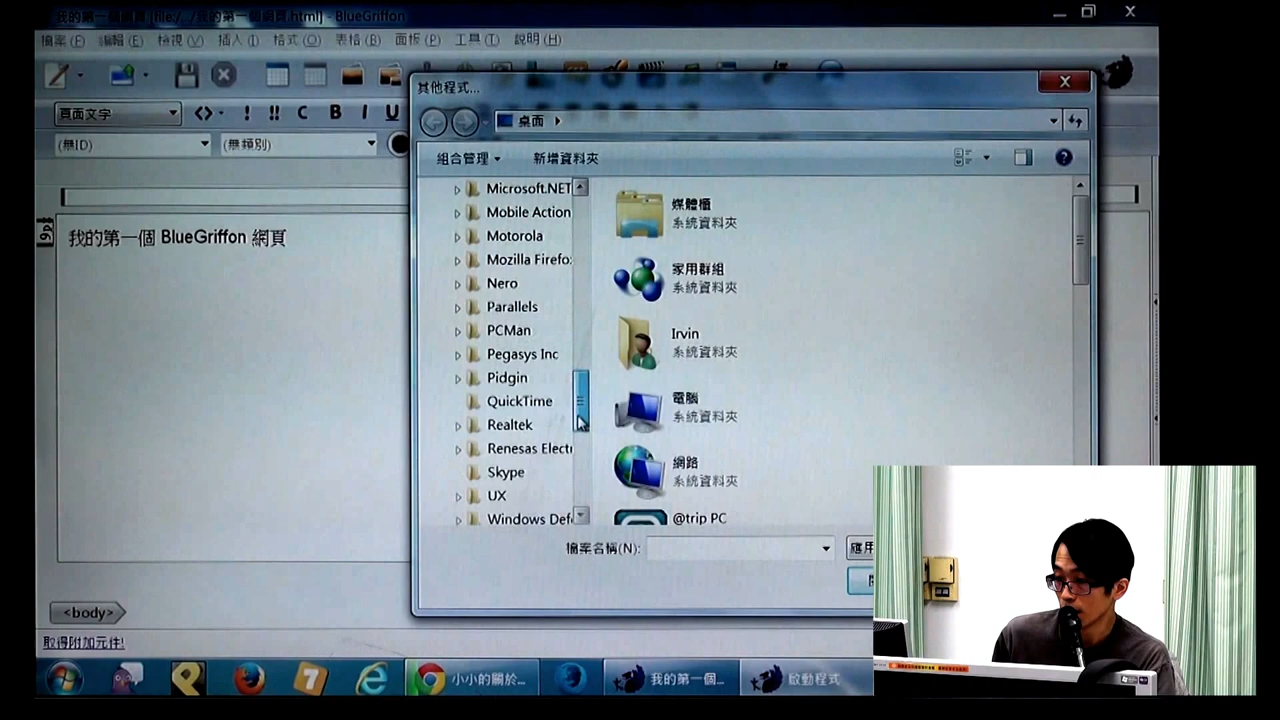 我的第一個網頁 [file:/.../我的第一個網頁.html] - BlueGriffon
檔案(F) 編輯(E) 檢視(V) 插入(I) 格式(O) 表格(B) 面板(P) 工具(T) 說明(H)
其他程式...
頁面文字
! !! C B I U
桌面
(無ID)
(無類別)
組合管理
新增資料夾
我的第一個 BlueGriffon 網頁
Microsoft.NET
Mobile Action
Motorola
Mozilla Firefo
Nero
Parallels
PCMan
Pegasys Inc
Pidgin
QuickTime
Realtek
Renesas Elect
Skype
UX
Windows Def
媒體櫃
系統資料夾
家用群組
系統資料夾
Irvin
系統資料夾
電腦
系統資料夾
網路
系統資料夾
@trip PC
檔案名稱(N):
應用
<body>
取得附加元件!
小小的關於...
我的第一個...
啟動程式